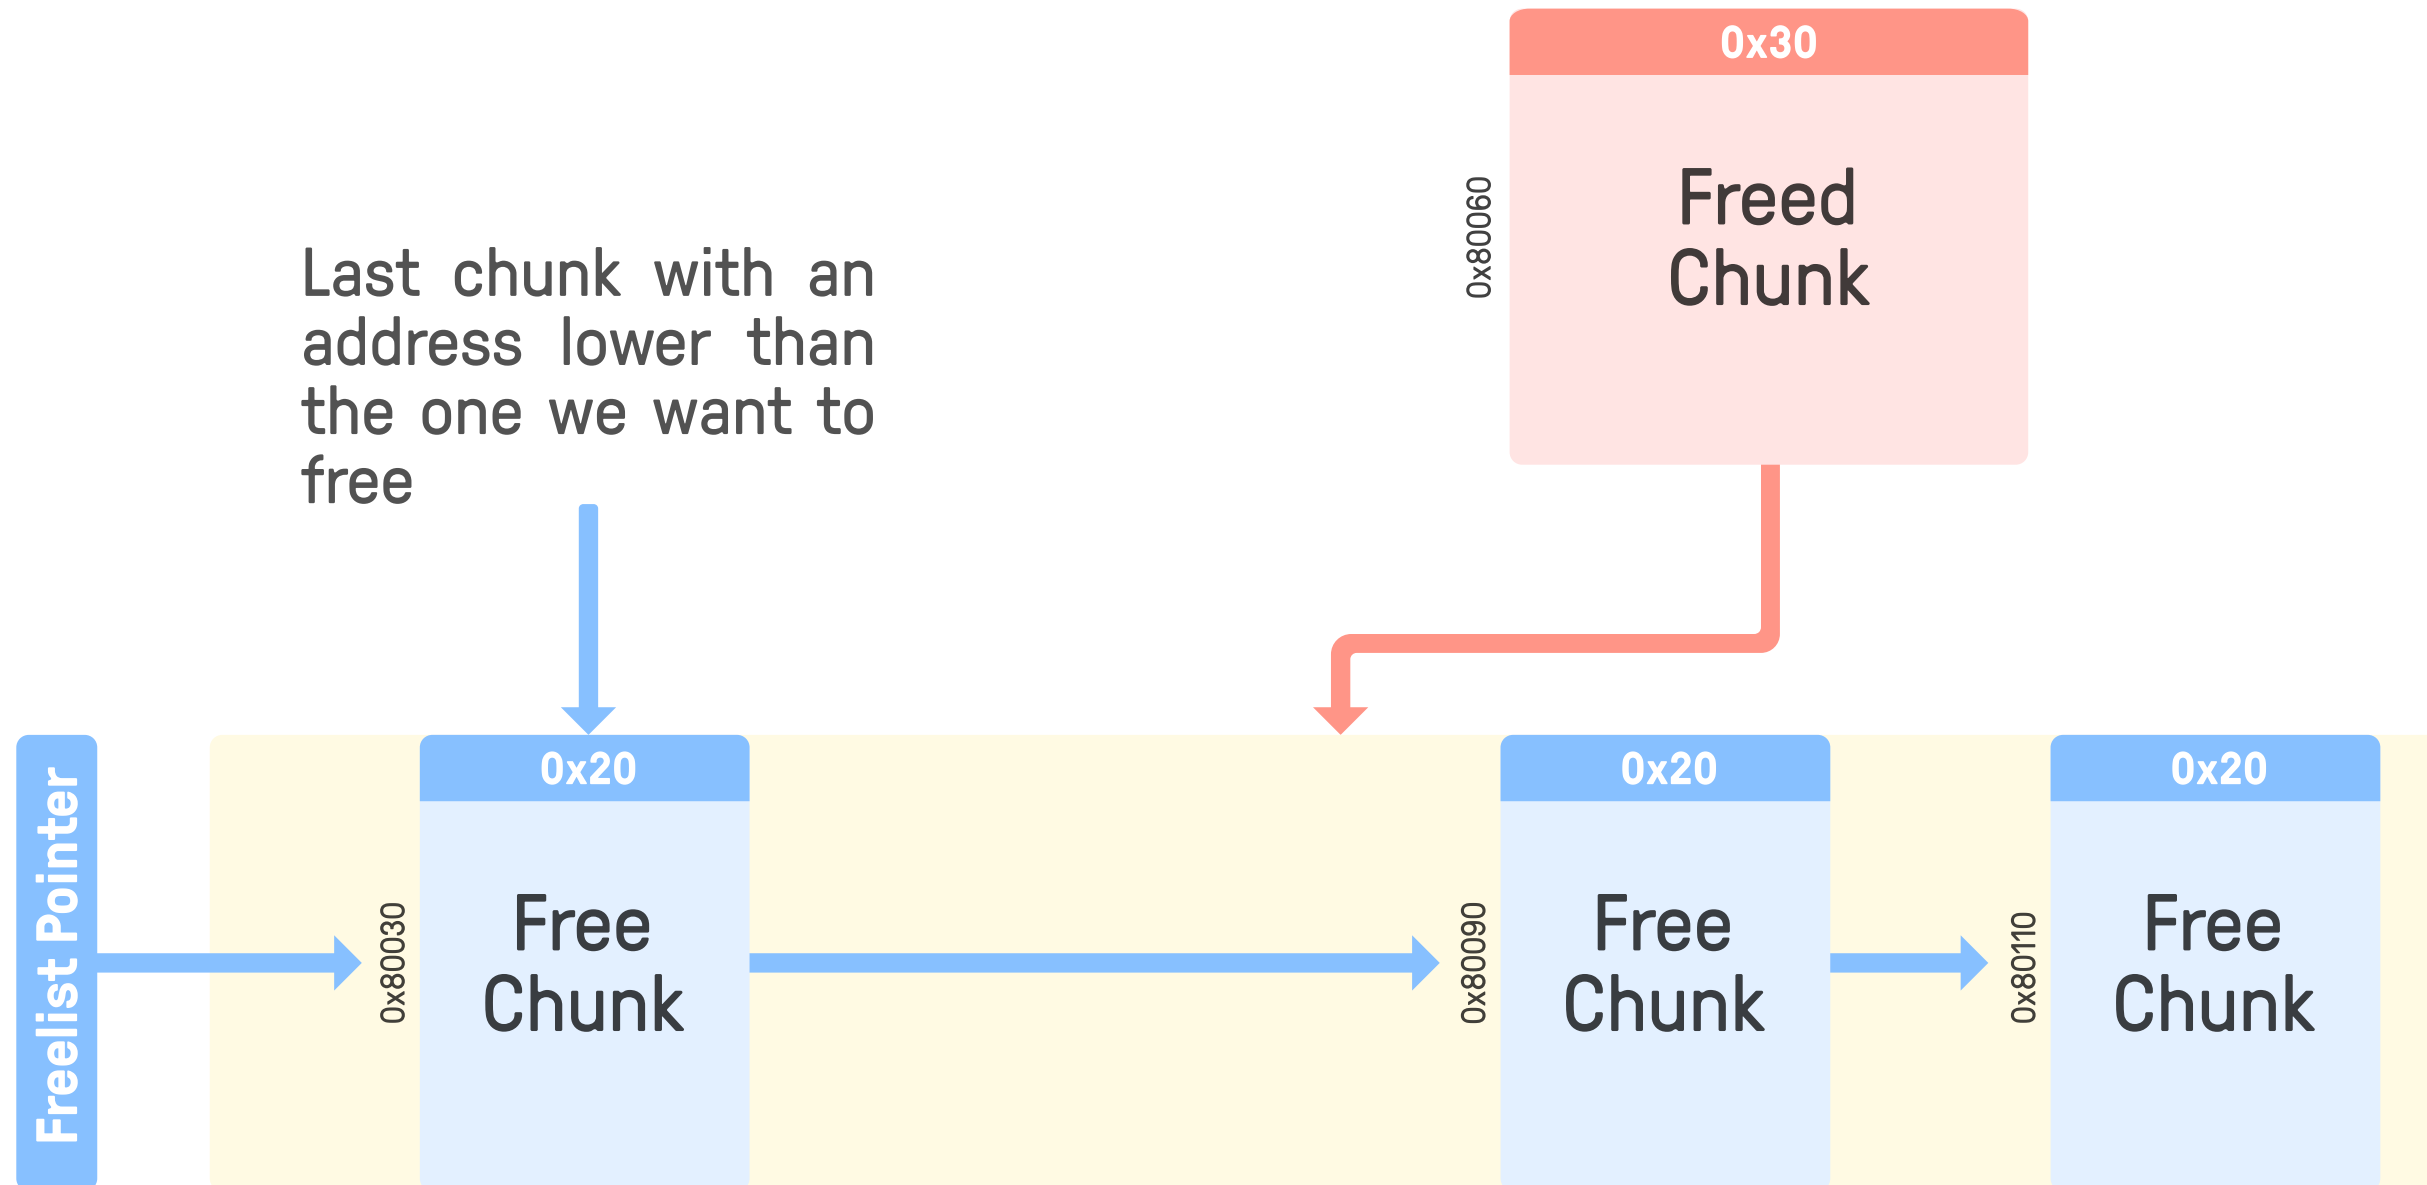 0x30
0x80060
Freed
Chunk
Last chunk with an
address lower than
the one we want to
free
Freelist Pointer
0x80030
0x20
Free
Chunk
0x80090
0x20
Free
Chunk
0x80110
0x20
Free
Chunk